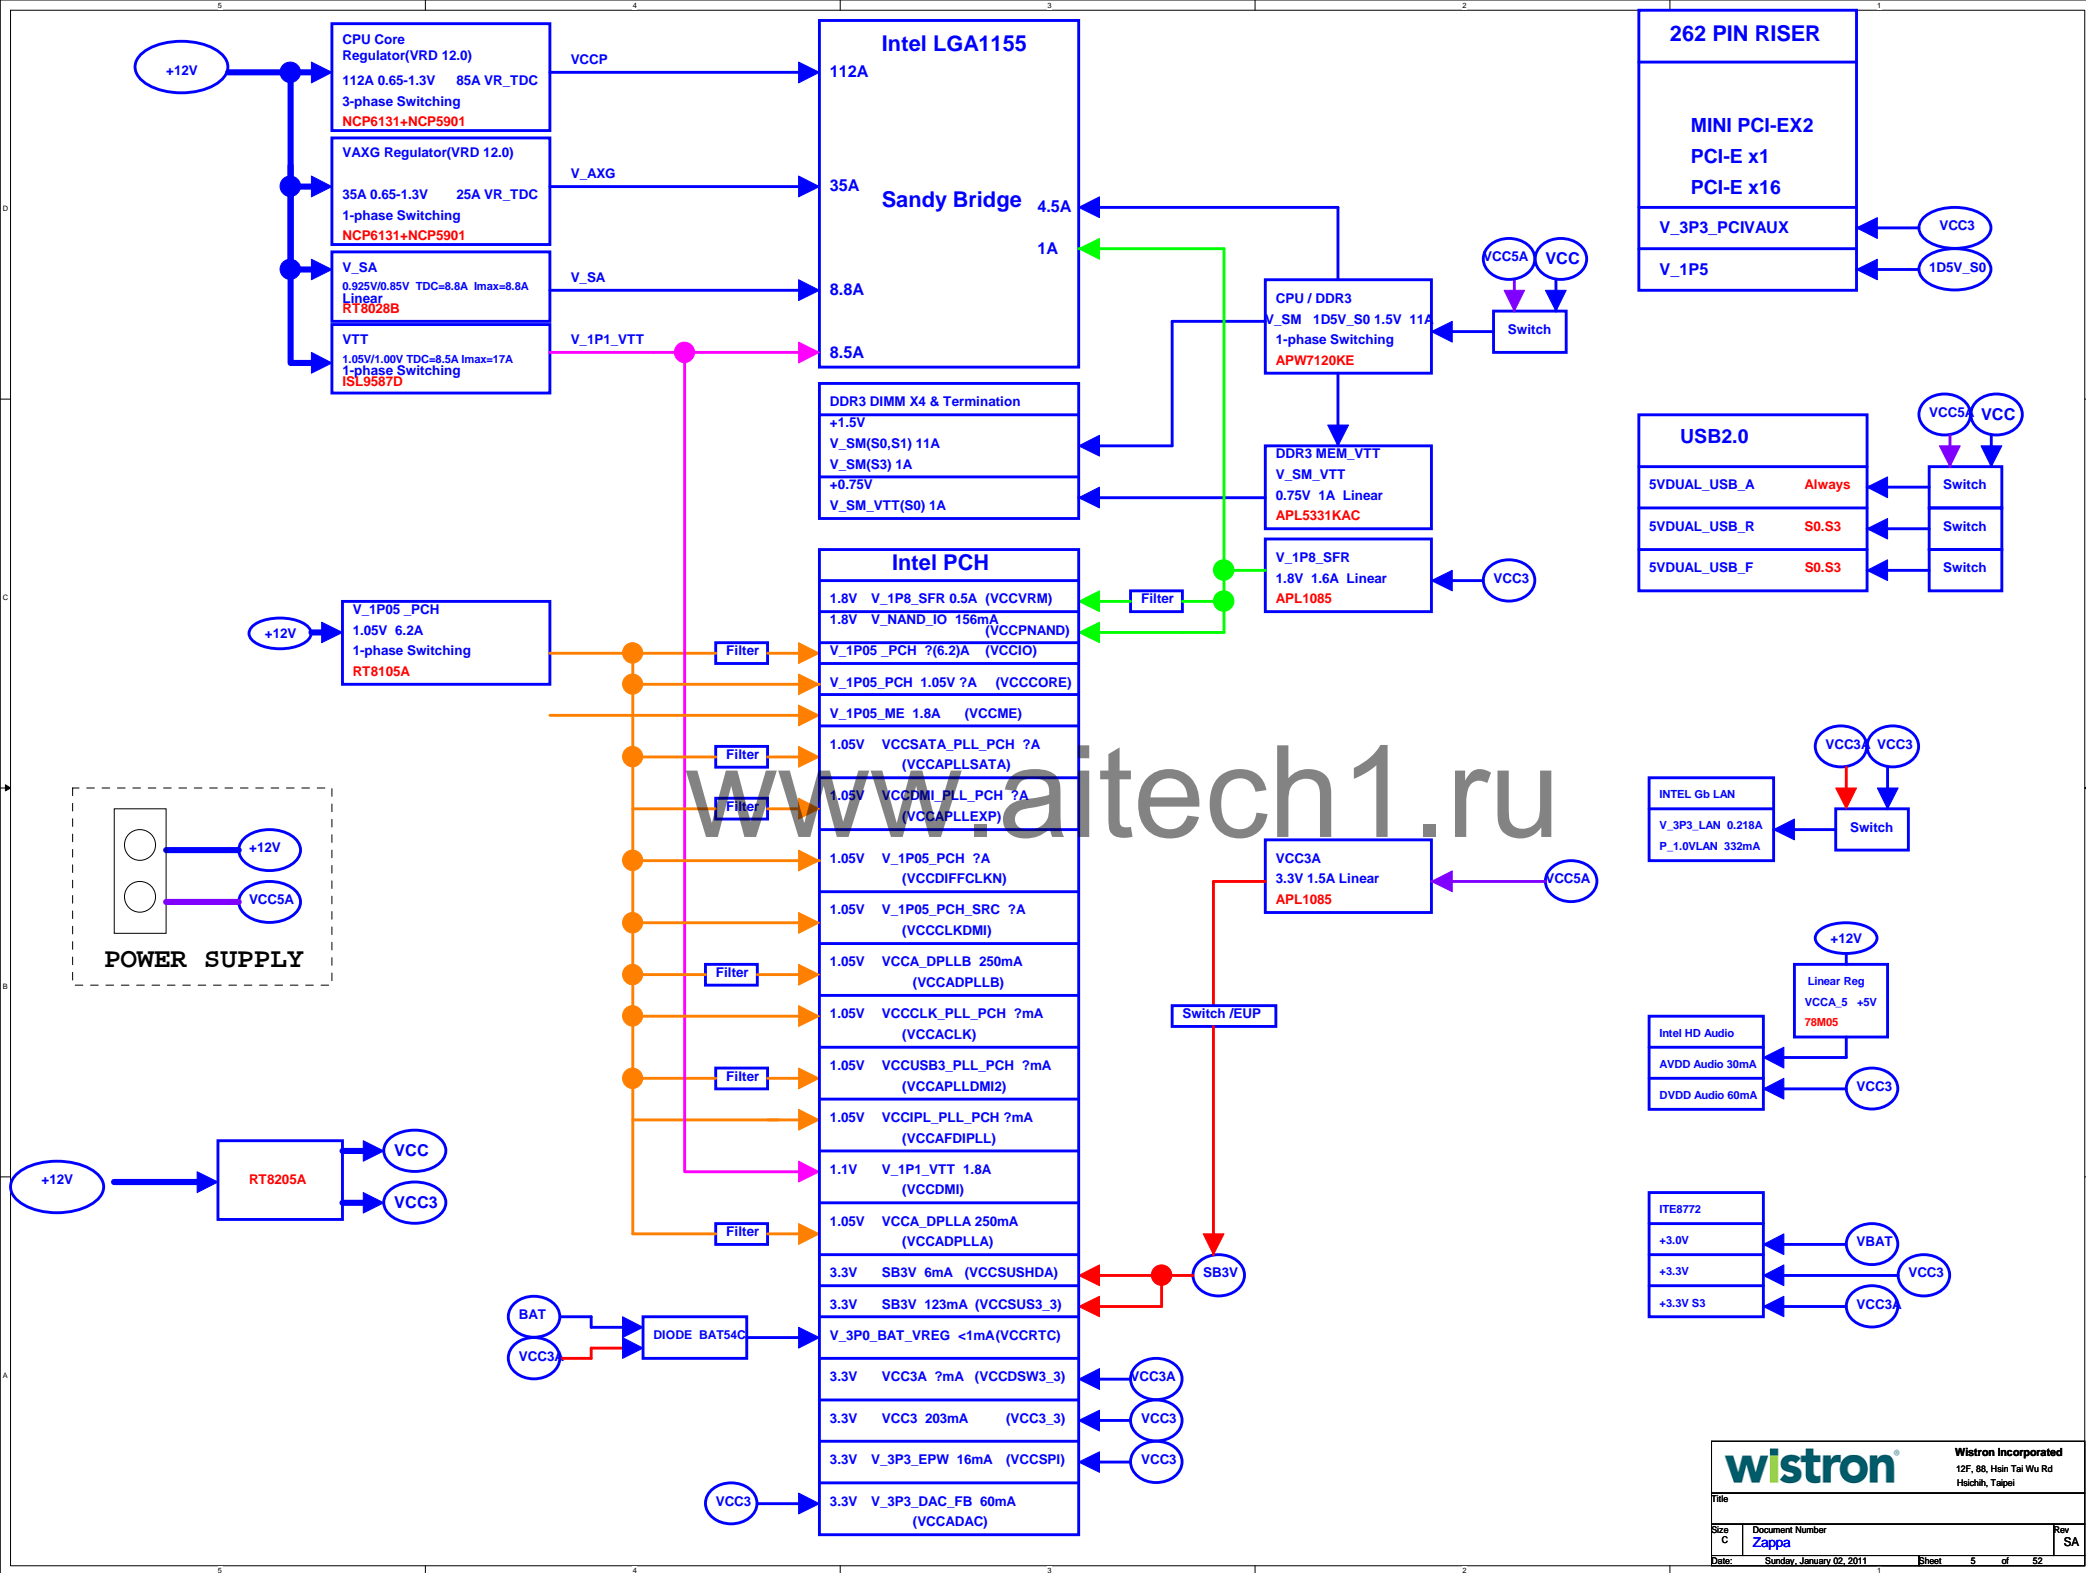 5
4
3
2
1
+12V
CPU Core
Regulator(VRD 12.0)
112A 0.65-1.3V 85A VR_TDC
3-phase Switching
NCP6131+NCP5901
VCCP
VAXG Regulator(VRD 12.0)
35A 0.65-1.3V 25A VR_TDC
1-phase Switching
NCP6131+NCP5901
V_AXG
V_SA
0.925V/0.85V TDC=8.8A Imax=8.8A
Linear
RT8028B
V_SA
VTT
1.05V/1.00V TDC=8.5A Imax=17A
1-phase Switching
ISL9587D
V_1P1_VTT
Intel LGA1155
112A
35A
Sandy Bridge
4.5A
1A
8.8A
8.5A
DDR3 DIMM X4 & Termination
+1.5V
V_SM(S0,S1) 11A
V_SM(S3) 1A
+0.75V
V_SM_VTT(S0) 1A
CPU / DDR3
V_SM 1D5V_S0 1.5V 11A
1-phase Switching
APW7120KE
VCC5A
VCC
Switch
DDR3 MEM_VTT
V_SM_VTT
0.75V 1A Linear
APL5331KAC
V_1P8_SFR
1.8V 1.6A Linear
APL1085
VCC3
Filter
262 PIN RISER
MINI PCI-EX2
PCI-E x1
PCI-E x16
V_3P3_PCIVAUX
VCC3
V_1P5
1D5V_S0
USB2.0
5VDUAL_USB_A Always
5VDUAL_USB_R S0.S3
5VDUAL_USB_F S0.S3
VCC5A
VCC
Switch
Switch
Switch
+12V
V_1P05 _PCH
1.05V 6.2A
1-phase Switching
RT8105A
Filter
Filter
Filter
Filter
Filter
Filter
Intel PCH
1.8V V_1P8_SFR 0.5A (VCCVRM)
1.8V V_NAND_IO 156mA
(VCCPNAND)
V_1P05 _PCH ?(6.2)A (VCCIO)
V_1P05_PCH 1.05V ?A (VCCCORE)
V_1P05_ME 1.8A (VCCME)
1.05V VCCSATA_PLL_PCH ?A
(VCCAPLLSATA)
1.05V VCCDMI_PLL_PCH ?A
(VCCAPLLEXP)
1.05V V_1P05_PCH ?A
(VCCDIFFCLKN)
1.05V V_1P05_PCH_SRC ?A
(VCCCLKDMI)
1.05V VCCA_DPLLB 250mA
(VCCADPLLB)
1.05V VCCCLK_PLL_PCH ?mA
(VCCACLK)
1.05V VCCUSB3_PLL_PCH ?mA
(VCCAPLLDMI2)
1.05V VCCIPL_PLL_PCH ?mA
(VCCAFDIPLL)
1.1V V_1P1_VTT 1.8A
(VCCDMI)
1.05V VCCA_DPLLA 250mA
(VCCADPLLA)
3.3V SB3V 6mA (VCCSUSHDA)
3.3V SB3V 123mA (VCCSUS3_3)
V_3P0_BAT_VREG <1mA(VCCRTC)
3.3V VCC3A ?mA (VCCDSW3_3)
3.3V VCC3 203mA (VCC3_3)
3.3V V_3P3_EPW 16mA (VCCSPI)
3.3V V_3P3_DAC_FB 60mA
(VCCADAC)
www.aitech1.ru
VCC3A
3.3V 1.5A Linear
APL1085
VCC5A
Switch /EUP
SB3V
VCC3A
VCC3
VCC3
VCC3
BAT
VCC3A
DIODE BAT54C
+12V
VCC5A
POWER SUPPLY
+12V
RT8205A
VCC
VCC3
VCC3A
VCC3
INTEL Gb LAN
V_3P3_LAN 0.218A
P_1.0VLAN 332mA
Switch
+12V
Linear Reg
VCCA_5 +5V
78M05
Intel HD Audio
AVDD Audio 30mA
DVDD Audio 60mA
VCC3
ITE8772
+3.0V
+3.3V
+3.3V S3
VBAT
VCC3
VCC3A
wistron
Wistron Incorporated
12F, 88, Hsin Tai Wu Rd
Hsichih, Taipei
Title
Size
C
Document Number
Zappa
Rev
SA
Date: Sunday, January 02, 2011 Sheet 5 of 52
D
C
B
A
5
4
3
2
1